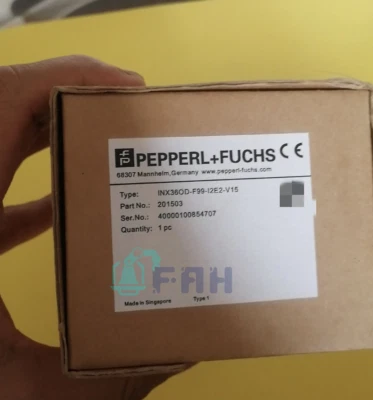 PEPPERL+FUCHS CE
68307 Mannheim,Germany www.pepperl-fuchs.com
Type: INX360D-F99-I2E2-V15
Part No.: 201503
Ser.No.: 40000100854707
Quantity: 1 pc
FAH
Made in Singapore Type-1